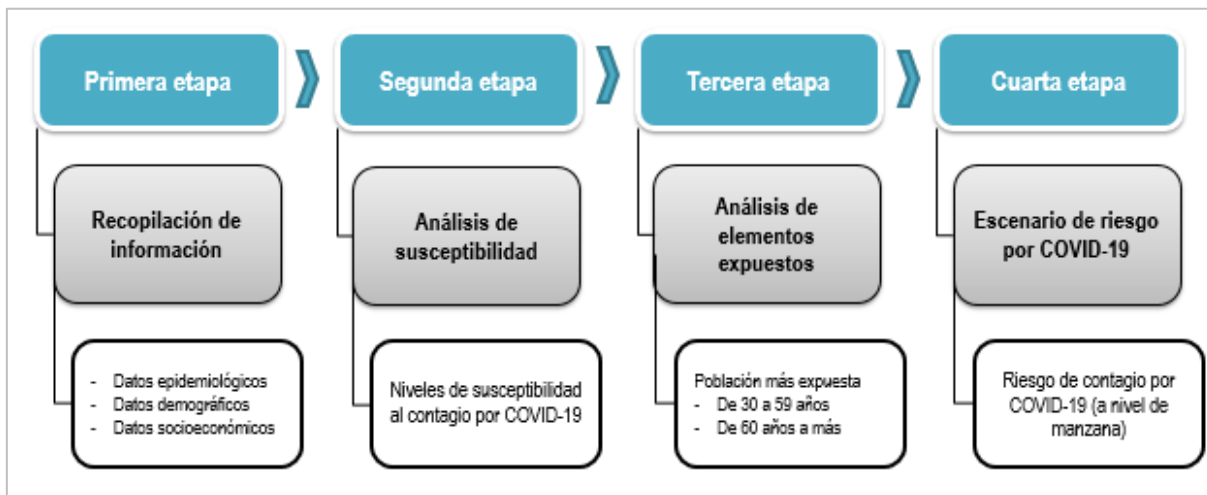 Primera etapa
Segunda etapa
Tercera etapa
Cuarta etapa
Recopilación de
información
Análisis de
susceptibilidad
Análisis de
elementos
expuestos
Escenario de riesgo
por COVID-19
- Datos epidemiológicos
- Datos demográficos
- Datos socioeconómicos
Niveles de susceptibilidad
al contagio por COVID-19
Población más expuesta
- De 30 a 59 años
- De 60 años a más
Riesgo de contagio por
COVID-19 (a nivel de
manzana)